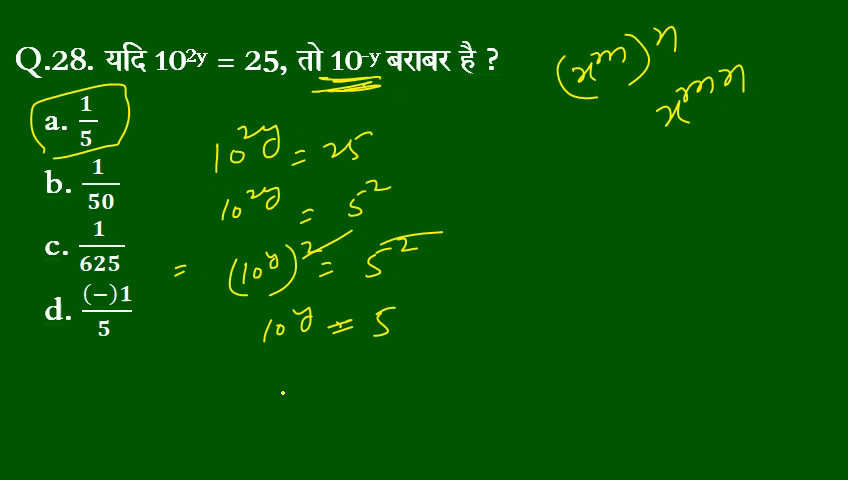 Q.28. यदि 10²ʸ = 25, तो 10⁻ʸ बराबर है ?
(xᵐ)ⁿ
xᵐⁿ
a. 1/5
b. 1/50
c. 1/625
d. (−)1/5
10²ʸ = 25
10²ʸ = 5²
= (10ʸ)² = 5²
10ʸ = 5